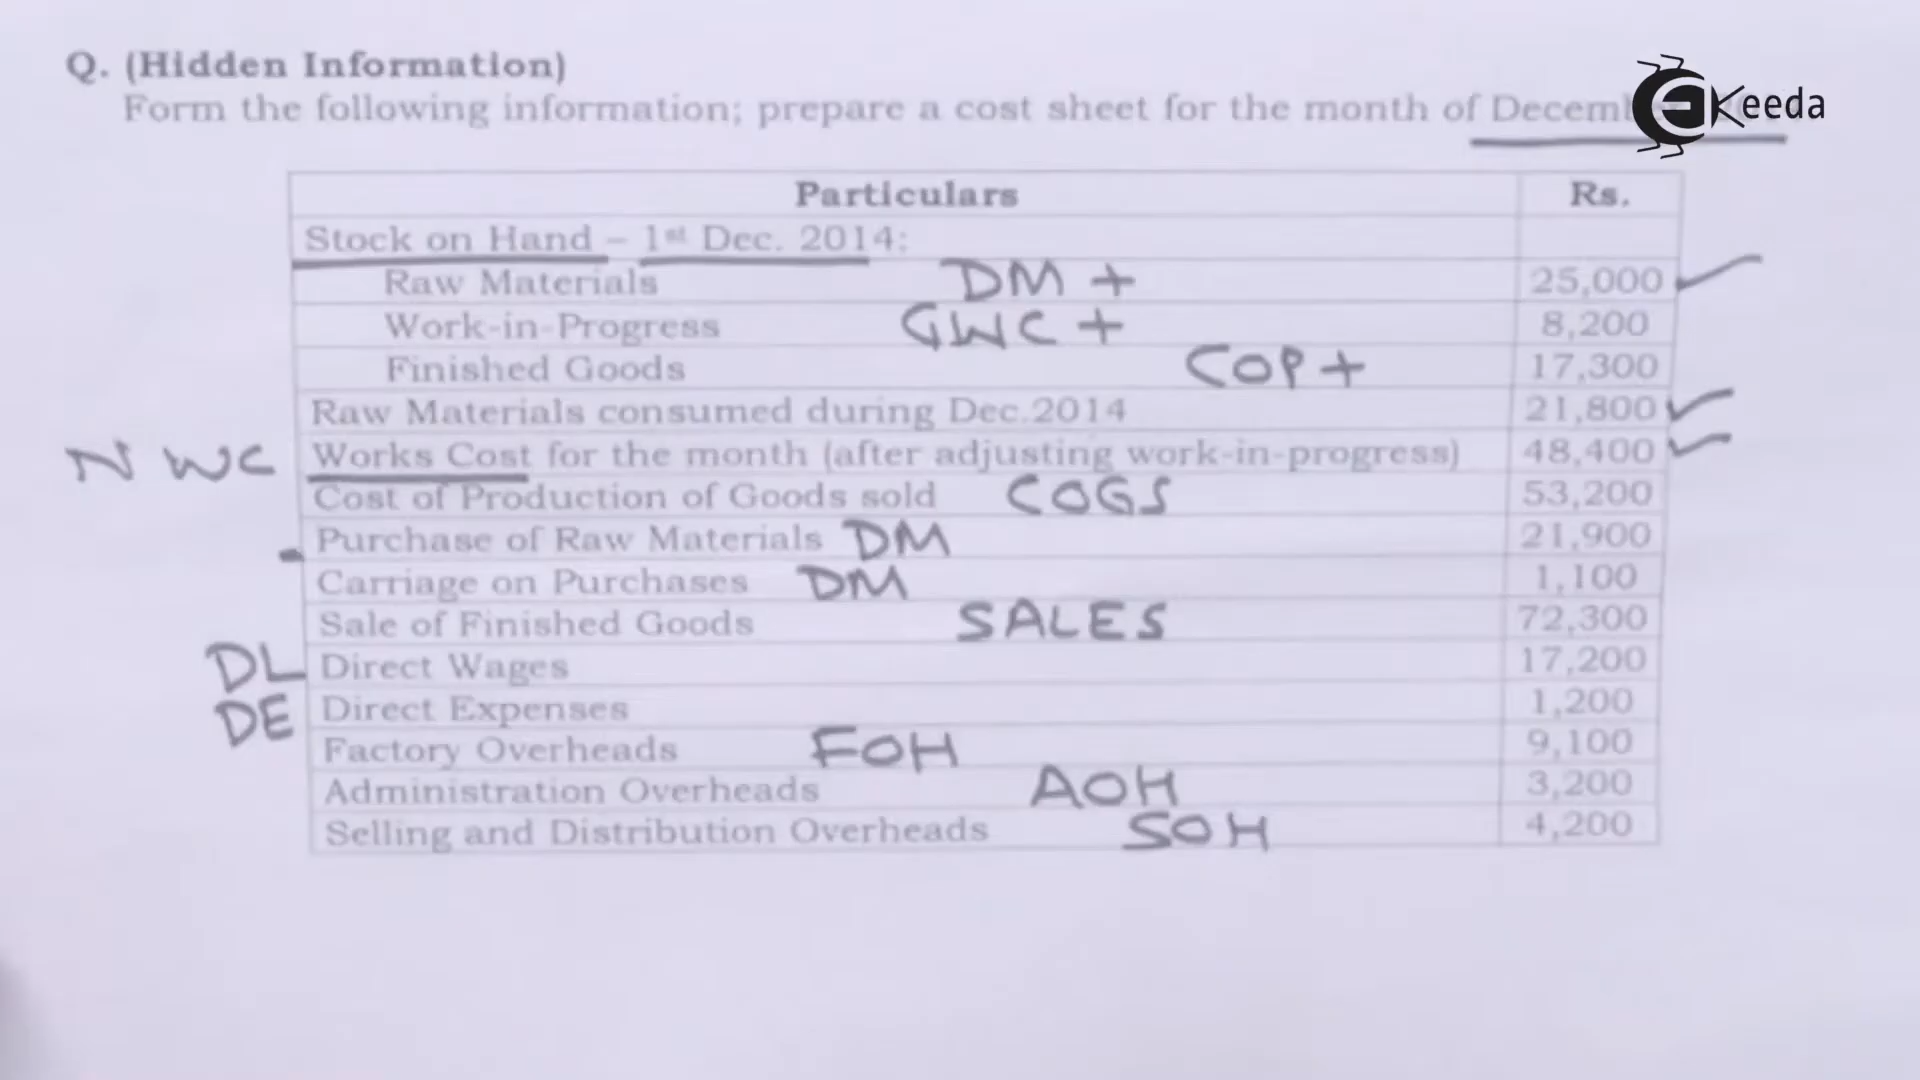 Q. (Hidden Information)
Form the following information; prepare a cost sheet for the month of
Keeda
Particulars Rs.
Stock on Hand – 1st Dec. 2014:
Raw Materials DM + 25,000
Work-in-Progress GWC + 8,200
Finished Goods COP + 17,300
Raw Materials consumed during Dec.2014 21,800
N WC Works Cost for the month (after adjusting work-in-progress) 48,400
Cost of Production of Goods sold COGS 53,200
Purchase of Raw Materials DM 21,900
Carriage on Purchases DM 1,100
Sale of Finished Goods SALES 72,300
DL Direct Wages 17,200
DE Direct Expenses 1,200
Factory Overheads FOH 9,100
Administration Overheads AOH 3,200
Selling and Distribution Overheads SOH 4,200